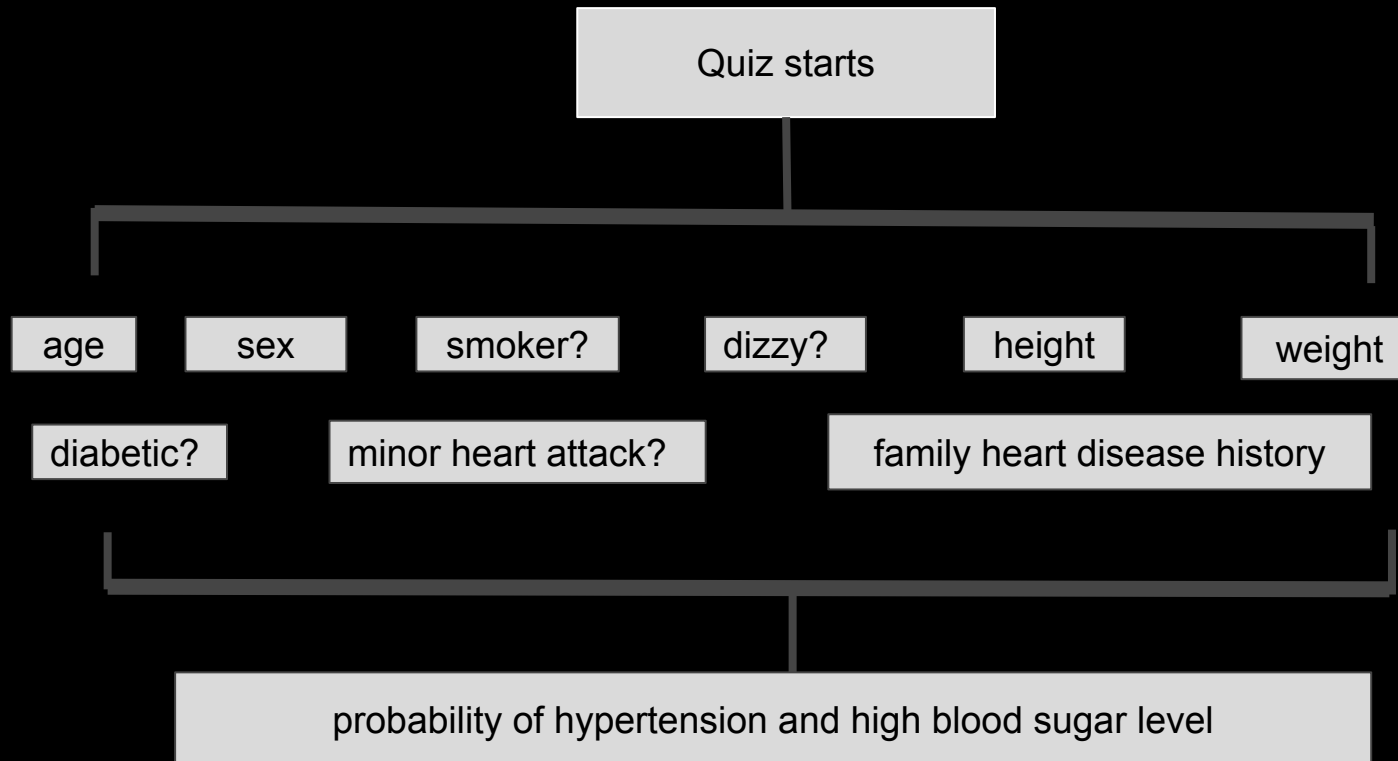 Quiz starts
age
sex
smoker?
dizzy?
height
weight
diabetic?
minor heart attack?
family heart disease history
probability of hypertension and high blood sugar level